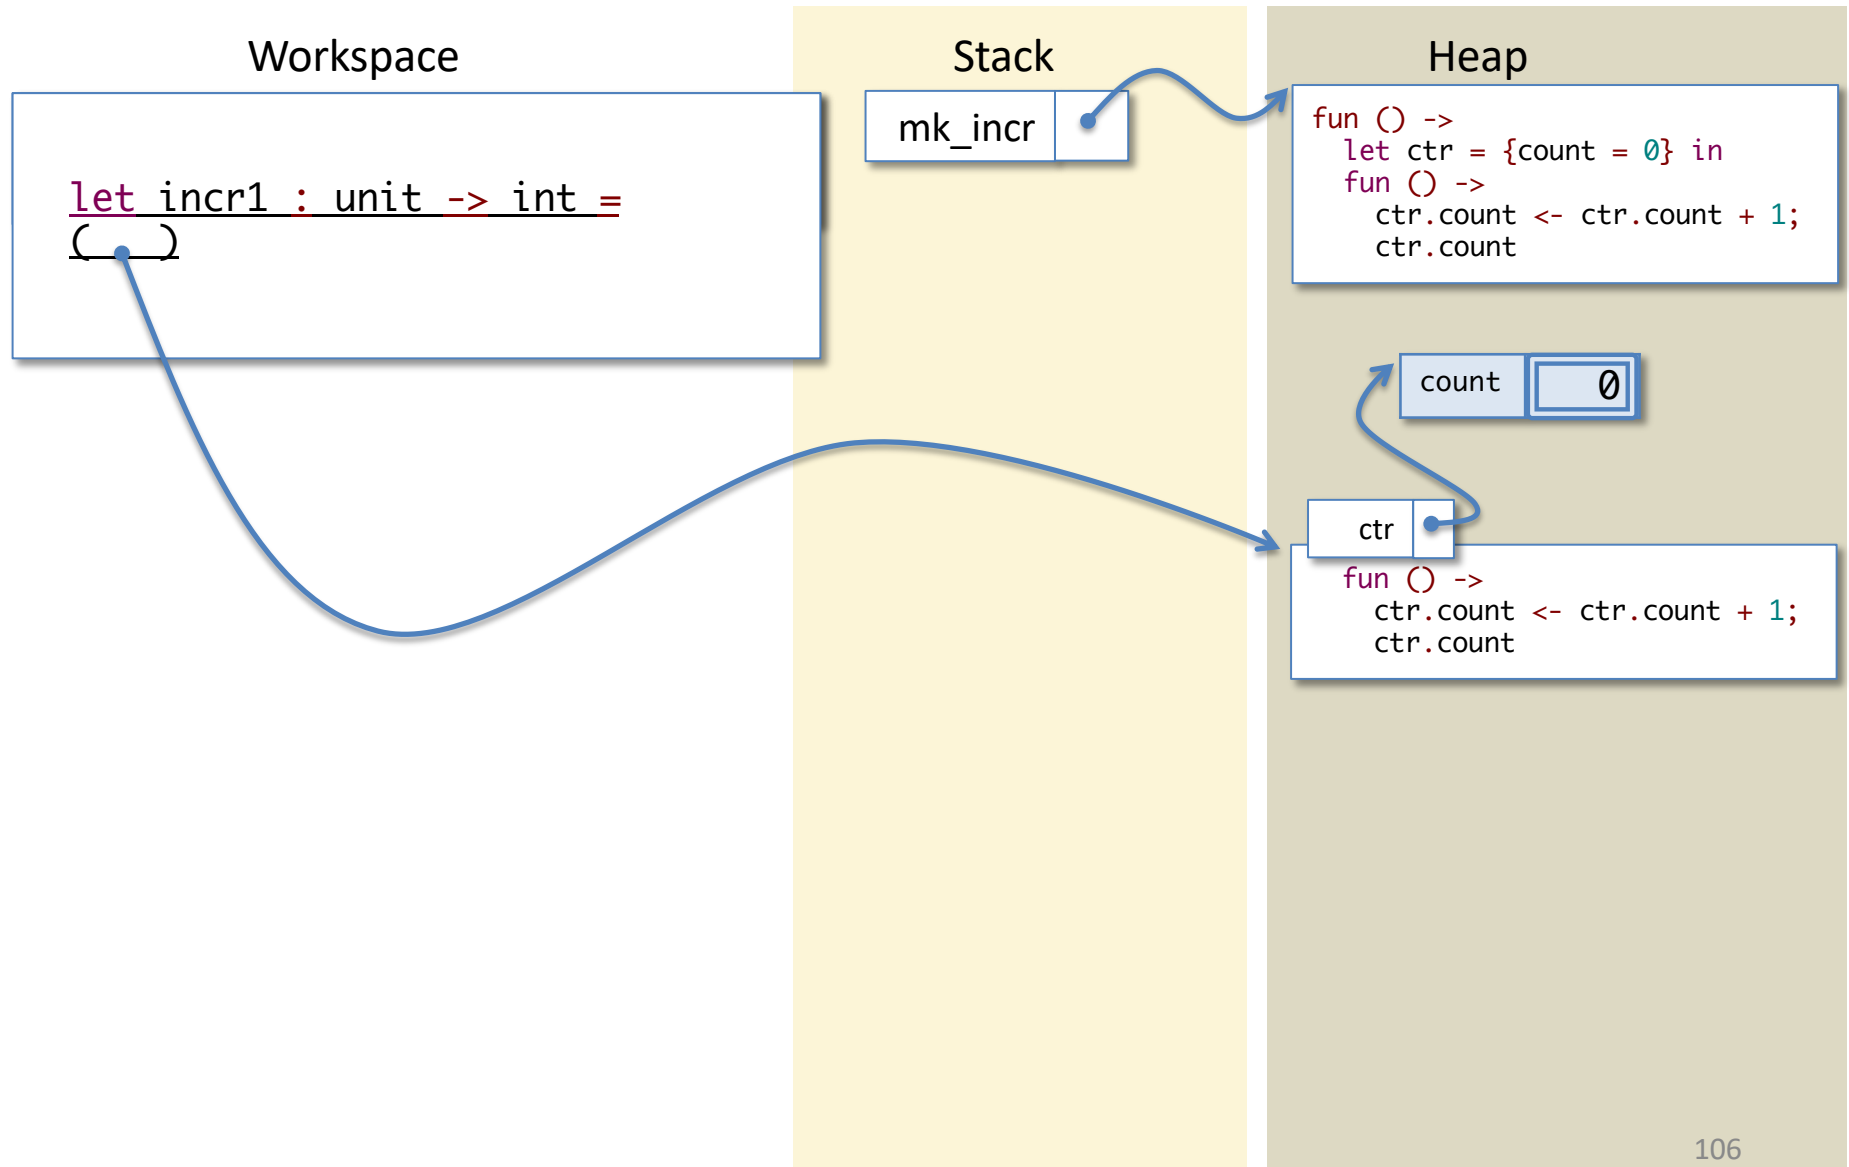 Workspace
let incr1 : unit -> int =
( )
Stack
mk_incr
Heap
fun () ->
let ctr = {count = 0} in
fun () ->
ctr.count <- ctr.count + 1;
ctr.count
count 0
ctr
fun () ->
ctr.count <- ctr.count + 1;
ctr.count
106